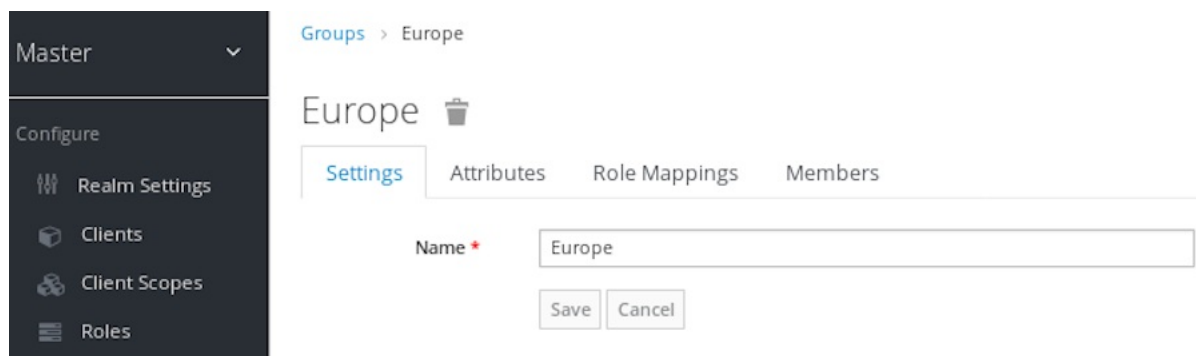 Master
Configure
Realm Settings
Clients
Client Scopes
Roles
Groups > Europe
Europe
Settings Attributes Role Mappings Members
Name * Europe
Save Cancel